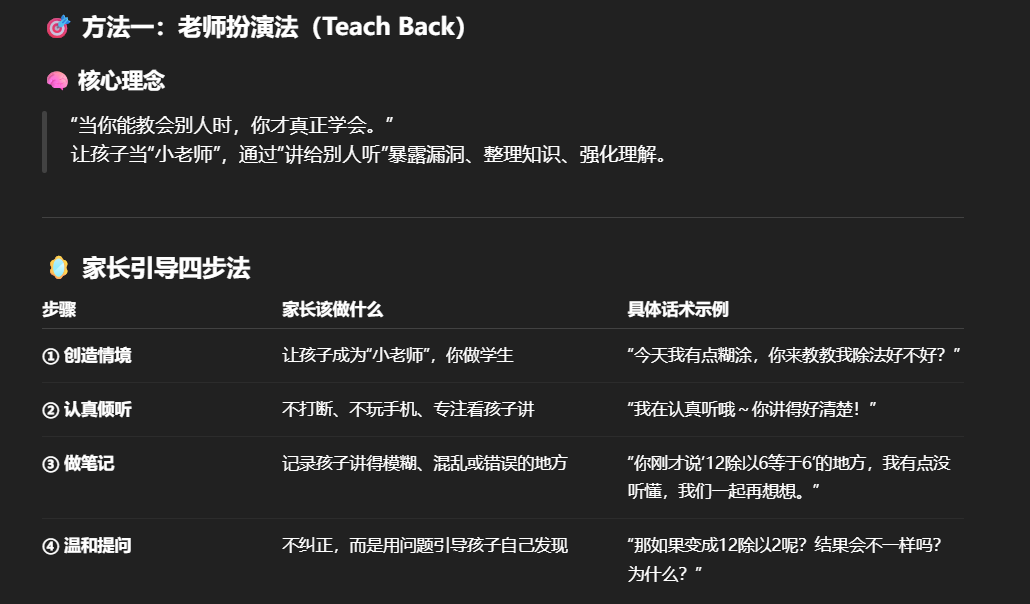 🎯 方法一：老师扮演法（Teach Back）
🧠 核心理念
“当你能教会别人时，你才真正学会。”
让孩子当“小老师”，通过“讲给别人听”暴露漏洞、整理知识、强化理解。
🪞 家长引导四步法
步骤 家长该做什么 具体话术示例
① 创造情境 让孩子成为“小老师”，你做学生 “今天我有点糊涂，你来教教我除法好不好？”
② 认真倾听 不打断、不玩手机、专注看孩子讲 “我在认真听哦～你讲得好清楚！”
③ 做笔记 记录孩子讲得模糊、混乱或错误的地方 “你刚才说‘12除以6等于6’的地方，我有点没
听懂，我们一起再想想。”
④ 温和提问 不纠正，而是用问题引导孩子自己发现 “那如果变成12除以2呢？结果会不一样吗？
为什么？”